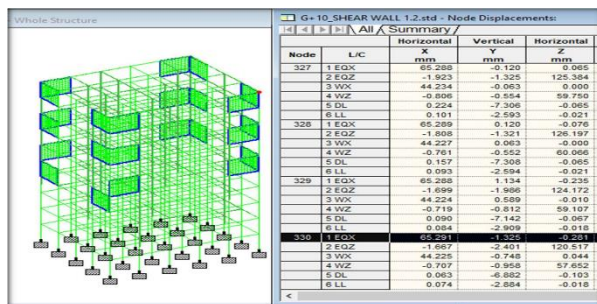 Whole Structure
G+10_SHEAR WALL 1.2.std - Node Displacements:
All Summary
Horizontal Vertical Horizontal
Node L/C X mm Y mm Z mm
327 1 EQX 65.288 -0.120 0.065
2 EQZ -1.923 -1.325 125.384
3 WX 44.234 -0.063 0.000
4 WZ -0.806 -0.554 59.750
5 DL 0.224 -7.306 -0.065
6 LL 0.101 -2.593 -0.021
328 1 EQX 65.289 0.120 -0.076
2 EQZ -1.808 -1.321 126.197
3 WX 44.227 0.063 -0.000
4 WZ -0.761 -0.552 60.066
5 DL 0.157 -7.308 -0.065
6 LL 0.093 -2.594 -0.021
329 1 EQX 65.288 1.134 -0.235
2 EQZ -1.699 -1.986 124.172
3 WX 44.224 0.589 -0.010
4 WZ -0.719 -0.812 59.107
5 DL 0.090 -7.142 -0.067
6 LL 0.084 -2.909 -0.018
330 1 EQX 65.291 -1.325 -0.281
2 EQZ -1.667 -2.401 120.517
3 WX 44.225 -0.748 0.044
4 WZ -0.707 -0.958 57.652
5 DL 0.063 -6.882 -0.103
6 LL 0.074 -2.884 -0.018